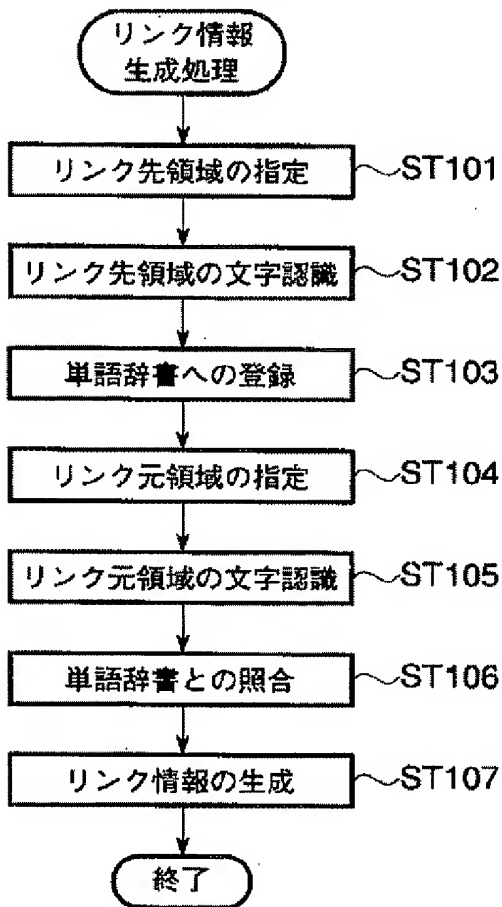 リンク情報
生成処理
リンク先領域の指定 ST101
リンク先領域の文字認識 ST102
単語辞書への登録 ST103
リンク元領域の指定 ST104
リンク元領域の文字認識 ST105
単語辞書との照合 ST106
リンク情報の生成 ST107
終了